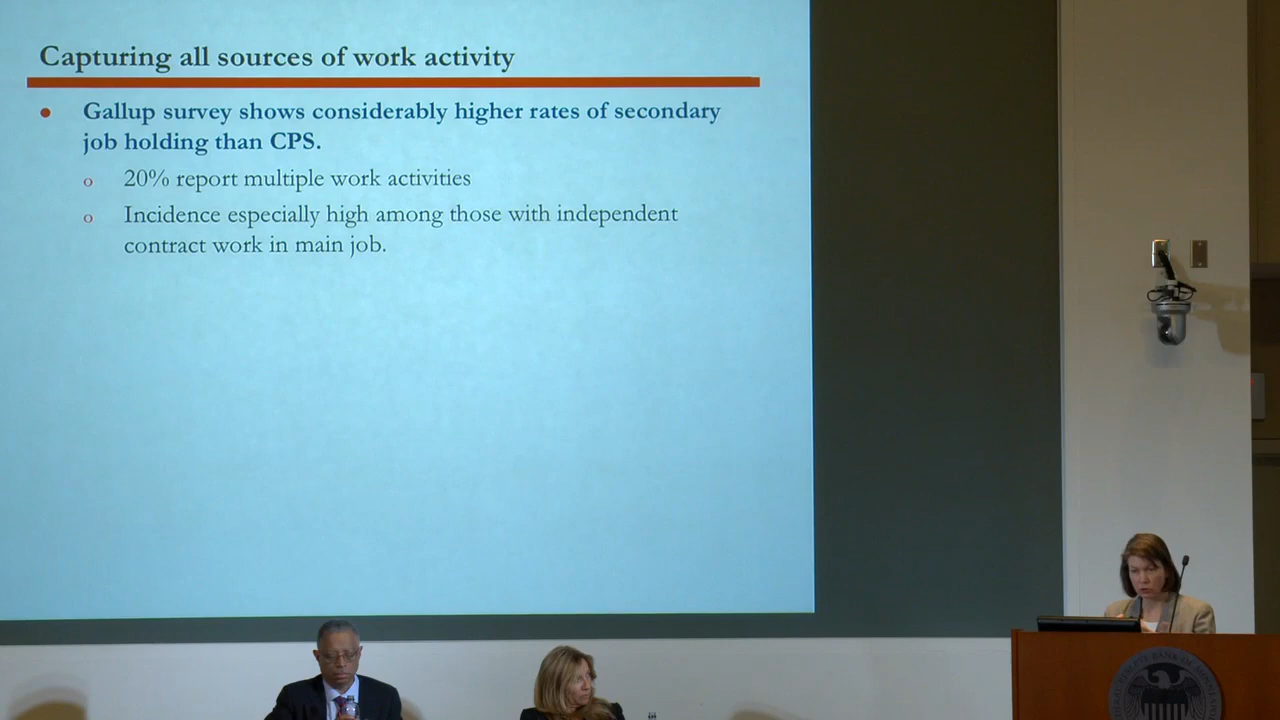 Capturing all sources of work activity
• Gallup survey shows considerably higher rates of secondary
job holding than CPS.
o 20% report multiple work activities
o Incidence especially high among those with independent
contract work in main job.